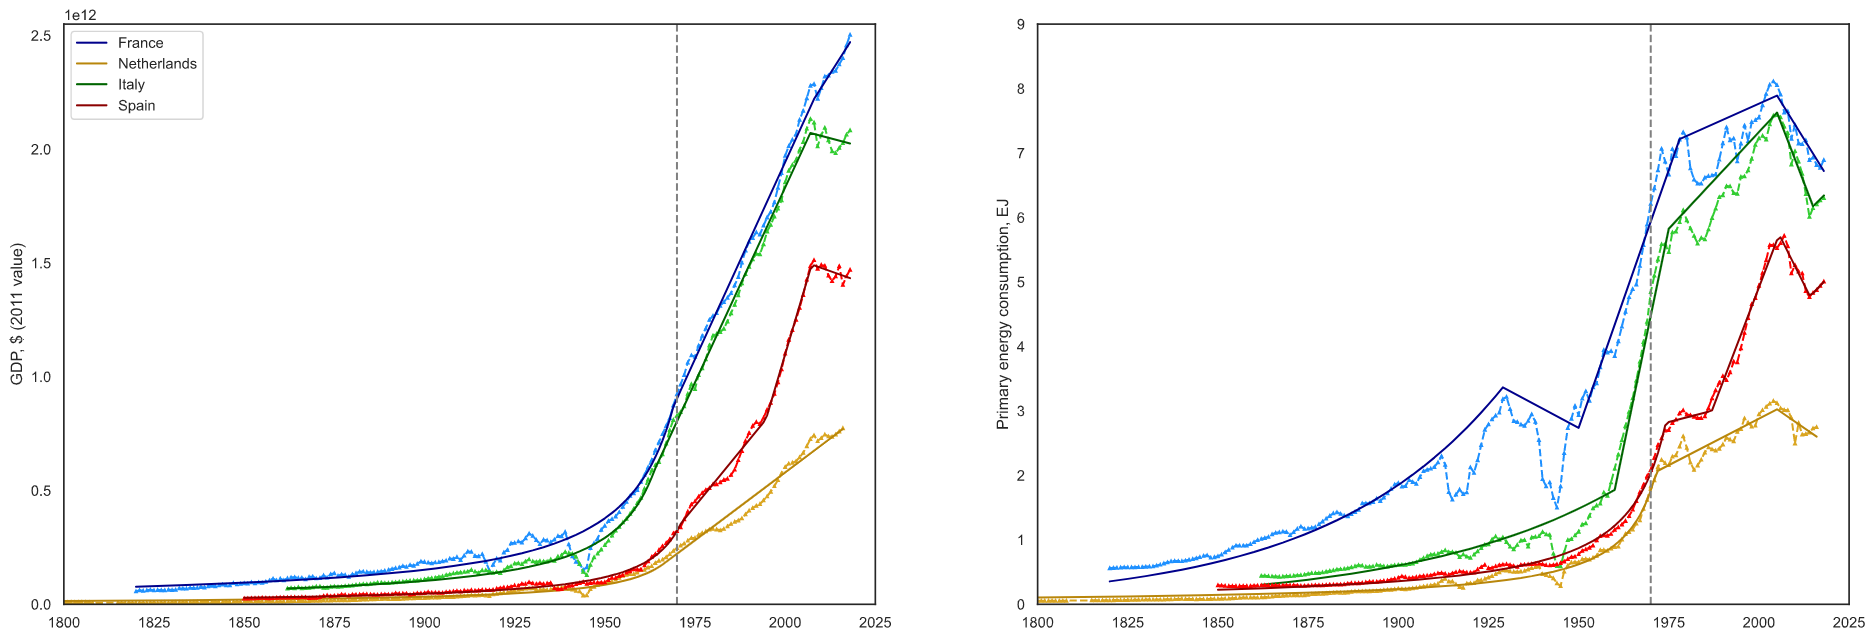 1e12
2.5
2.0
1.5
1.0
0.5
0.0
GDP, $ (2011 value)
France
Netherlands
Italy
Spain
1800 1825 1850 1875 1900 1925 1950 1975 2000 2025
9
8
7
6
5
4
3
2
1
0
Primary energy consumption, EJ
1800 1825 1850 1875 1900 1925 1950 1975 2000 2025